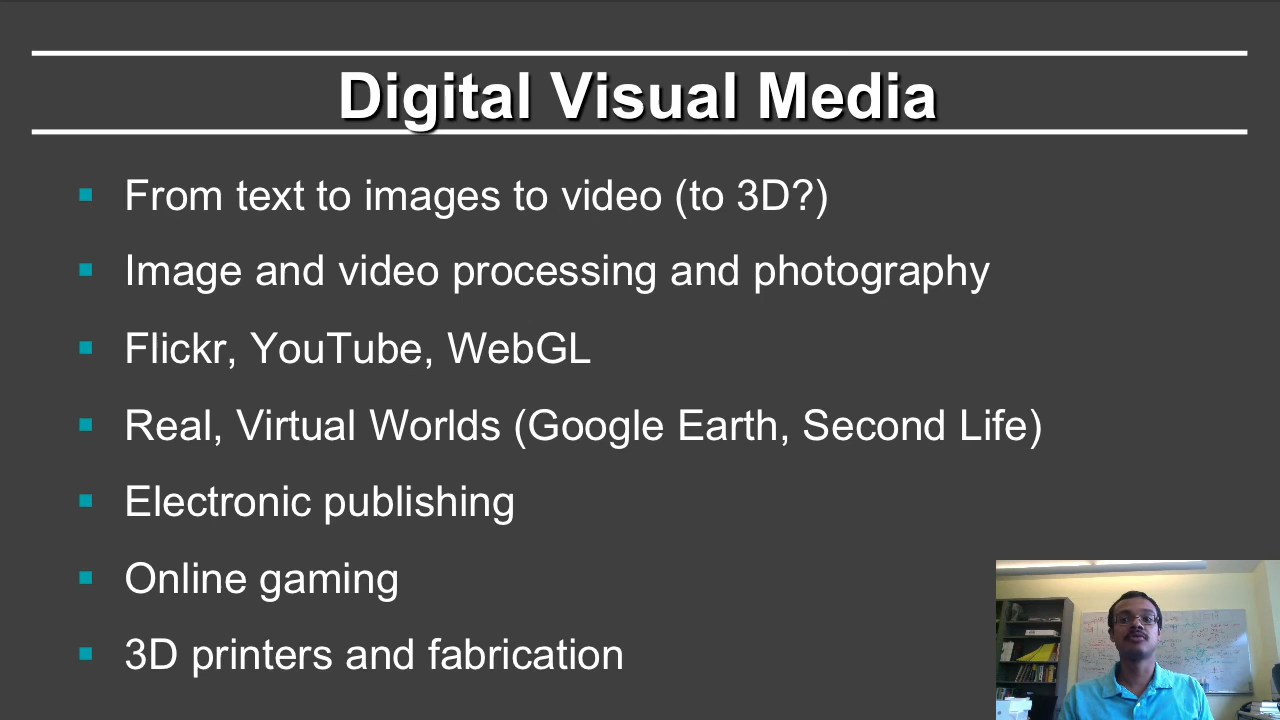 Digital Visual Media
From text to images to video (to 3D?)
Image and video processing and photography
Flickr, YouTube, WebGL
Real, Virtual Worlds (Google Earth, Second Life)
Electronic publishing
Online gaming
3D printers and fabrication